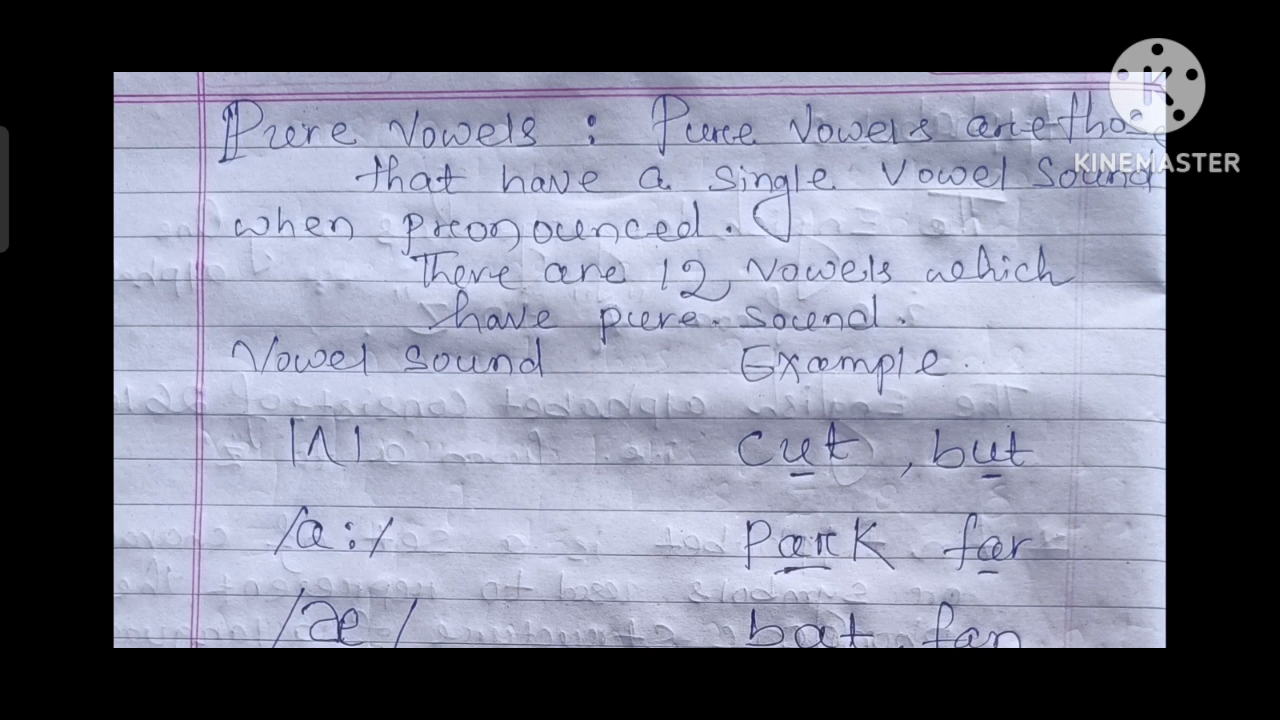 Pure Vowels : Pure Vowels are thos
KINEMASTER
that have a single Vowel Sound
when pronounced.
There are 12 Vowels which
have pure sound.
Vowel Sound Example.
/ʌ/ cut, but
/a:/ Park far
/æ/ bat, fan